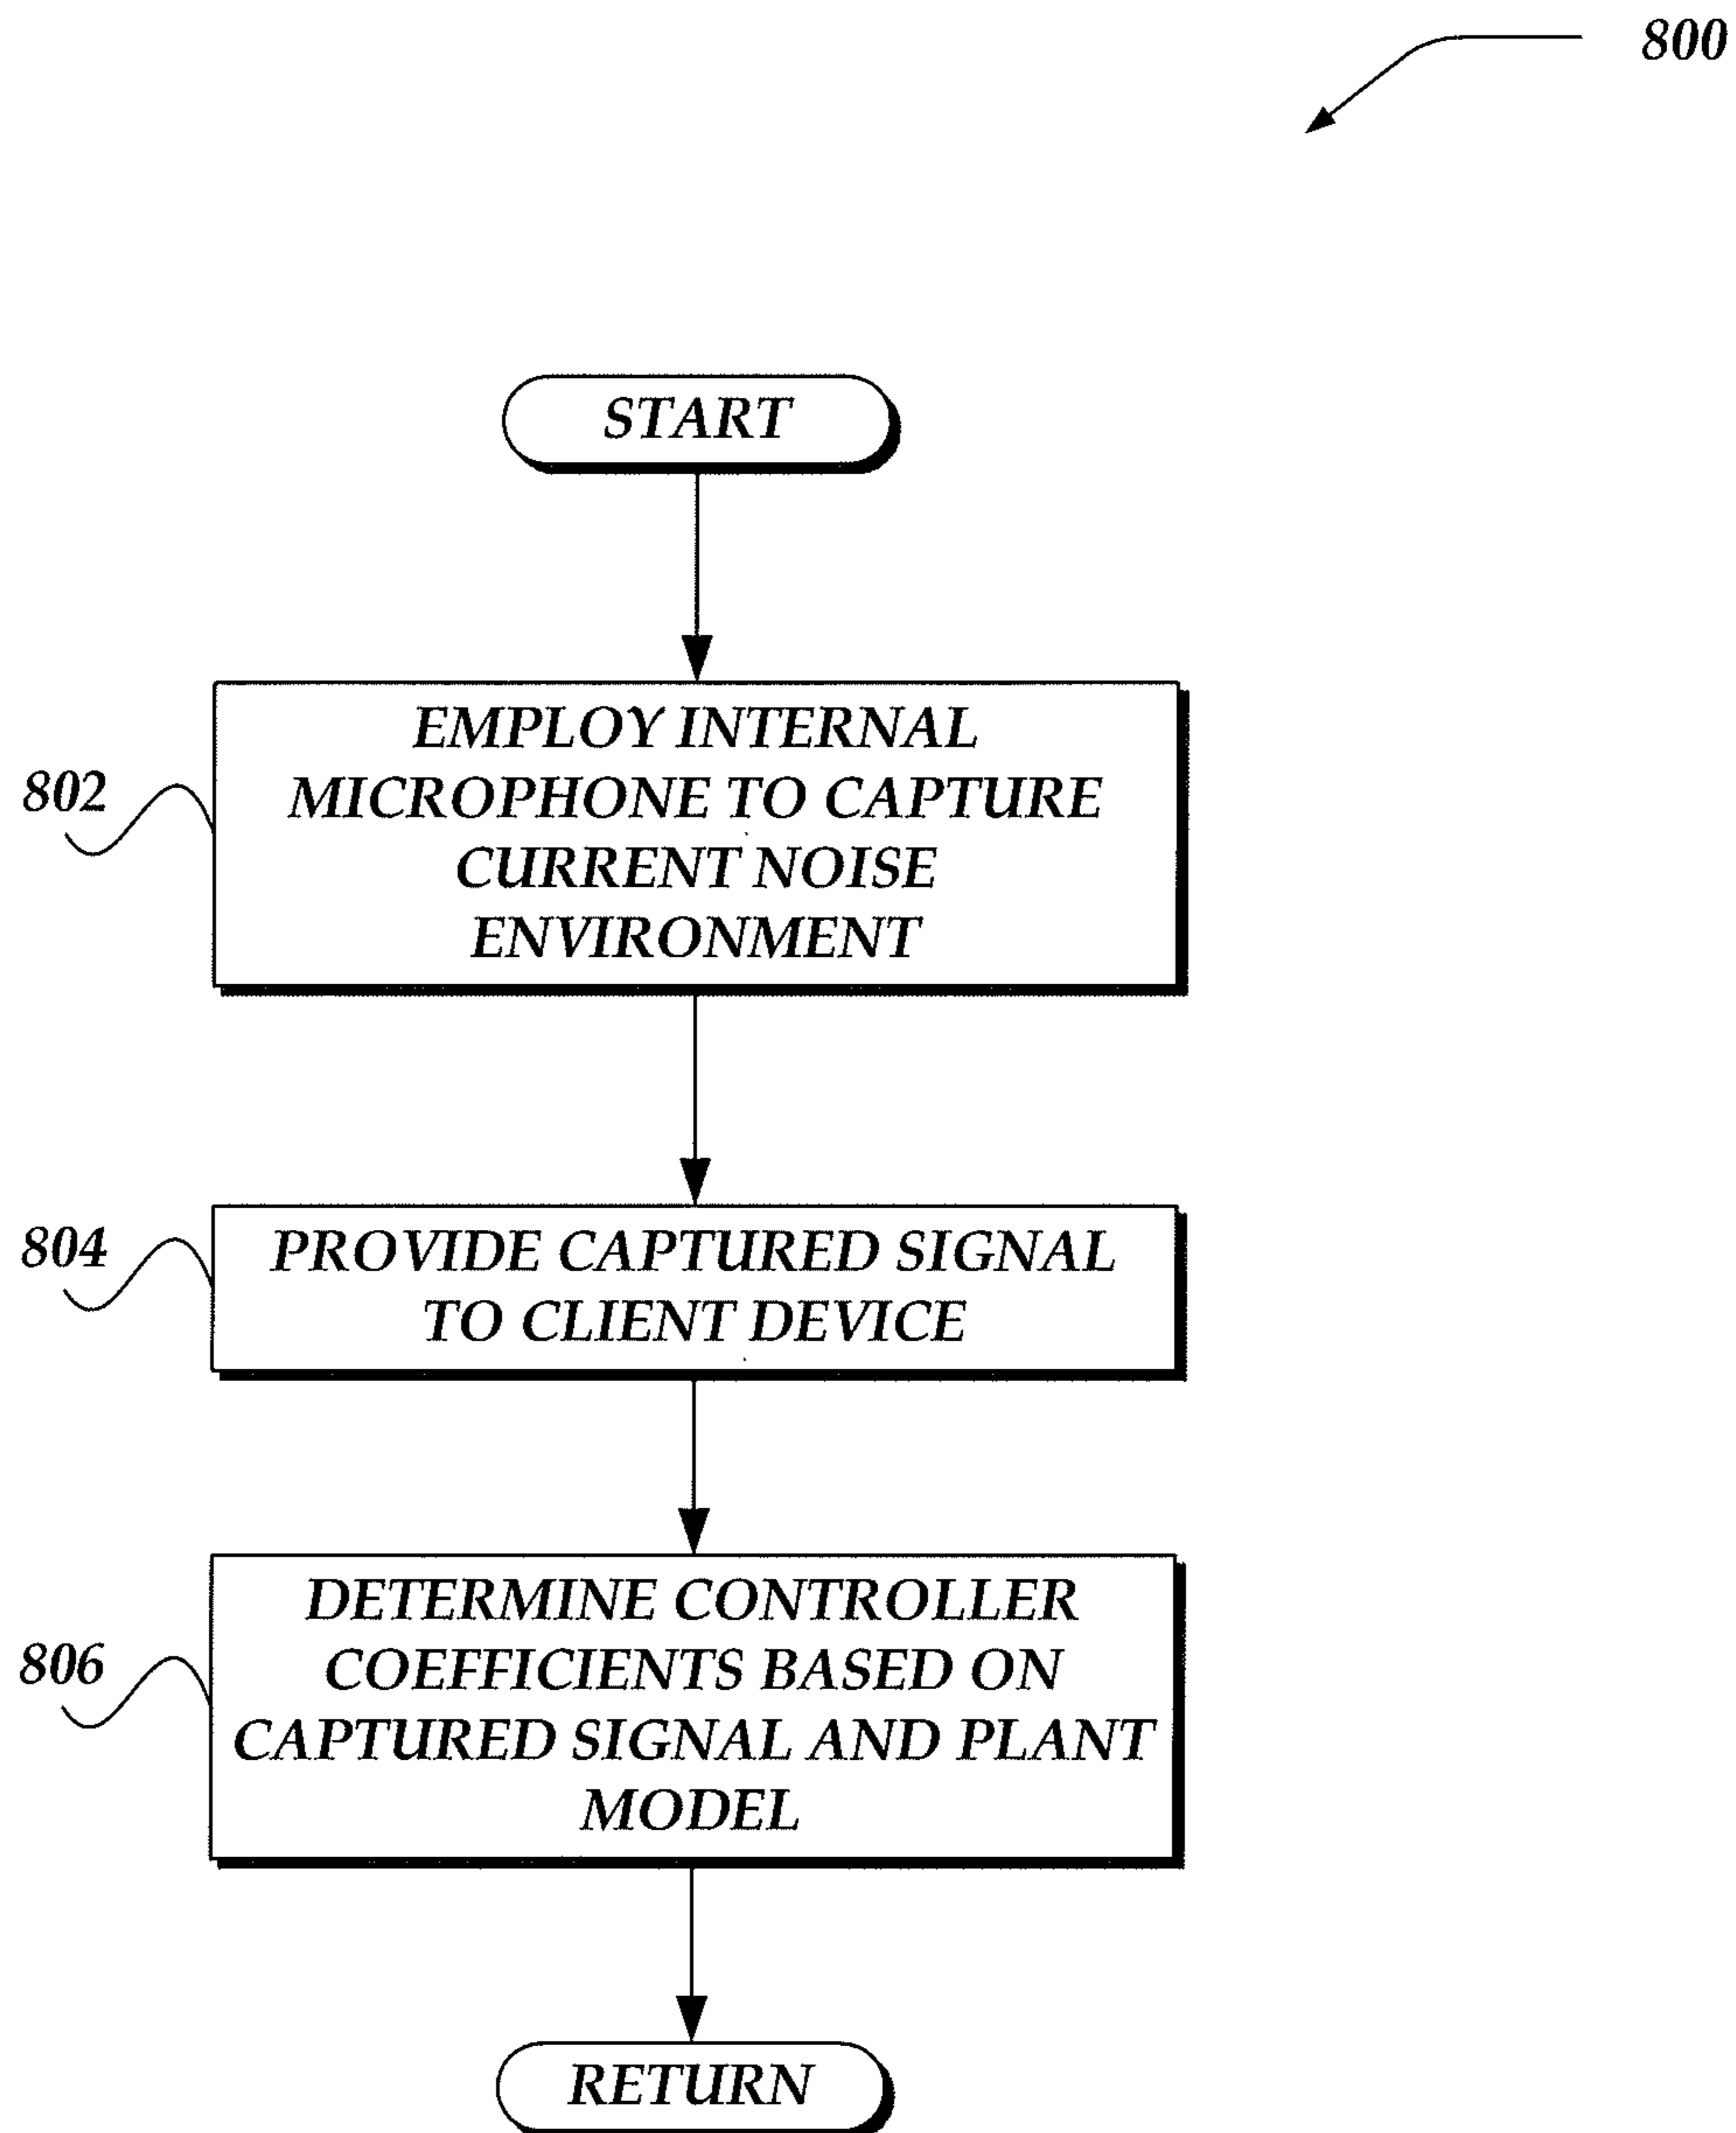 800
START
802
EMPLOY INTERNAL
MICROPHONE TO CAPTURE
CURRENT NOISE
ENVIRONMENT
804
PROVIDE CAPTURED SIGNAL
TO CLIENT DEVICE
806
DETERMINE CONTROLLER
COEFFICIENTS BASED ON
CAPTURED SIGNAL AND PLANT
MODEL
RETURN